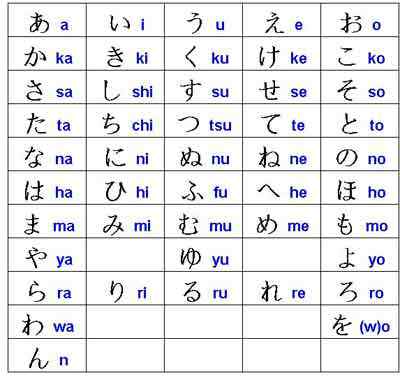 あ a い i う u え e お o
か ka き ki く ku け ke こ ko
さ sa し shi す su せ se そ so
た ta ち chi つ tsu て te と to
な na に ni ぬ nu ね ne の no
は ha ひ hi ふ fu へ he ほ ho
ま ma み mi む mu め me も mo
や ya ゆ yu よ yo
ら ra り ri る ru れ re ろ ro
わ wa を (w)o
ん n